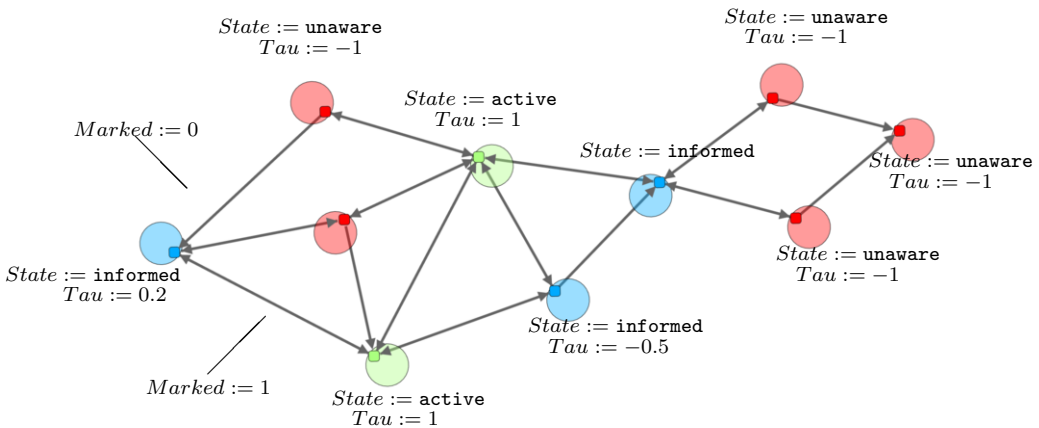 State := unaware
Tau := −1
State := unaware
Tau := −1
State := active
Tau := 1
Marked := 0
State := informed
State := unaware
Tau := −1
State := unaware
Tau := −1
State := informed
Tau := 0.2
State := informed
Tau := −0.5
Marked := 1
State := active
Tau := 1